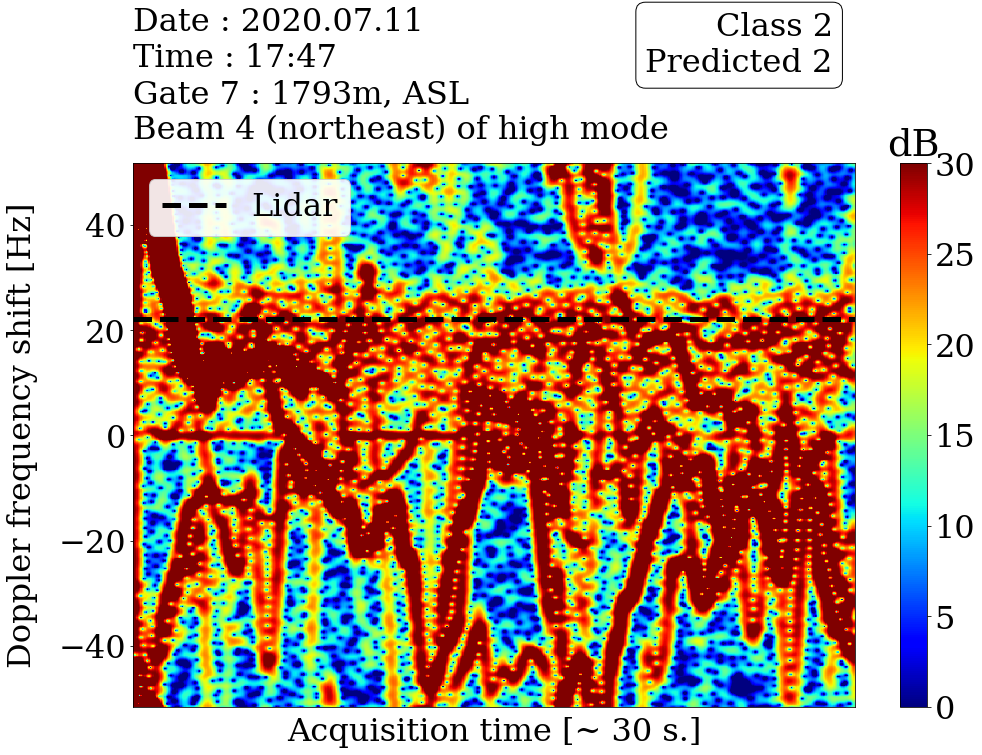 Date : 2020.07.11
Time : 17:47
Gate 7 : 1793m, ASL
Beam 4 (northeast) of high mode
Class 2
Predicted 2
dB
Lidar
Doppler frequency shift [Hz]
40
20
0
−20
−40
30
25
20
15
10
5
0
Acquisition time [~ 30 s.]